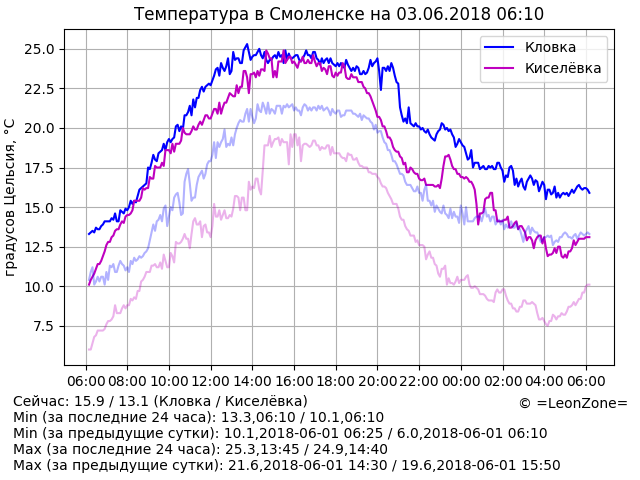 Температура в Смоленске на 03.06.2018 06:10
Кловка
Киселёвка
градусов Цельсия, °C
25.0
22.5
20.0
17.5
15.0
12.5
10.0
7.5
06:00 08:00 10:00 12:00 14:00 16:00 18:00 20:00 22:00 00:00 02:00 04:00 06:00
Сейчас: 15.9 / 13.1 (Кловка / Киселёвка)
© =LeonZone=
Min (за последние 24 часа): 13.3,06:10 / 10.1,06:10
Min (за предыдущие сутки): 10.1,2018-06-01 06:25 / 6.0,2018-06-01 06:10
Max (за последние 24 часа): 25.3,13:45 / 24.9,14:40
Max (за предыдущие сутки): 21.6,2018-06-01 14:30 / 19.6,2018-06-01 15:50